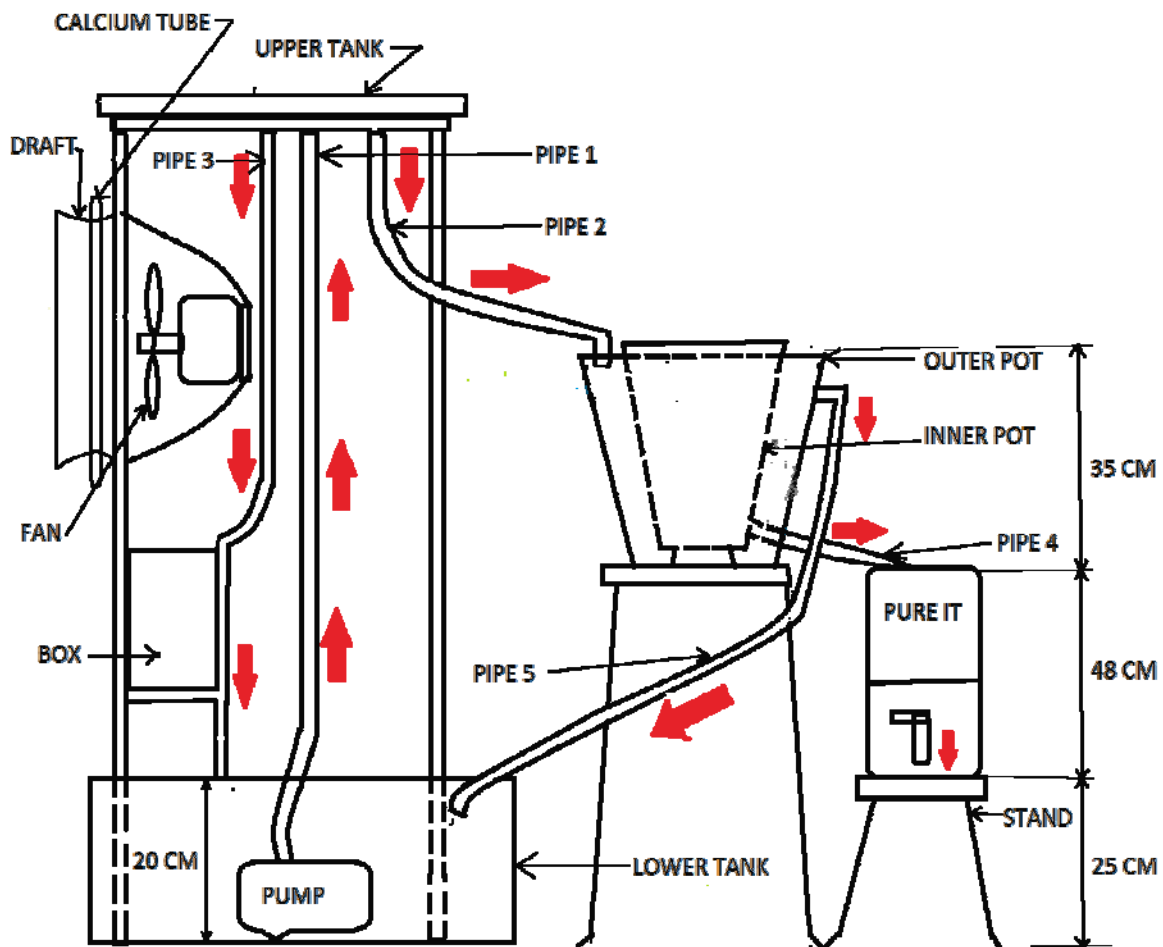 CALCIUM TUBE
UPPER TANK
DRAFT
PIPE 3
PIPE 1
PIPE 2
OUTER POT
INNER POT
35 CM
FAN
PIPE 4
PURE IT
BOX
PIPE 5
48 CM
STAND
20 CM
LOWER TANK
25 CM
PUMP